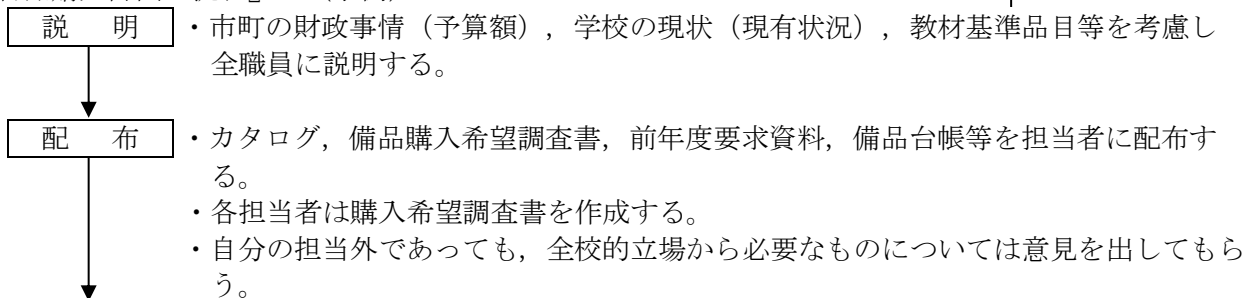 説　明　・市町の財政事情（予算額），学校の現状（現有状況），教材基準品目等を考慮し
全職員に説明する。
配　布　・カタログ，備品購入希望調査書，前年度要求資料，備品台帳等を担当者に配布す
る。
・各担当者は購入希望調査書を作成する。
・自分の担当外であっても，全校的立場から必要なものについては意見を出してもら
う。